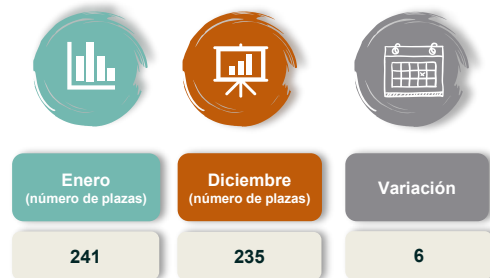 Enero
(número de plazas)
Diciembre
(número de plazas)
Variación
241
235
6